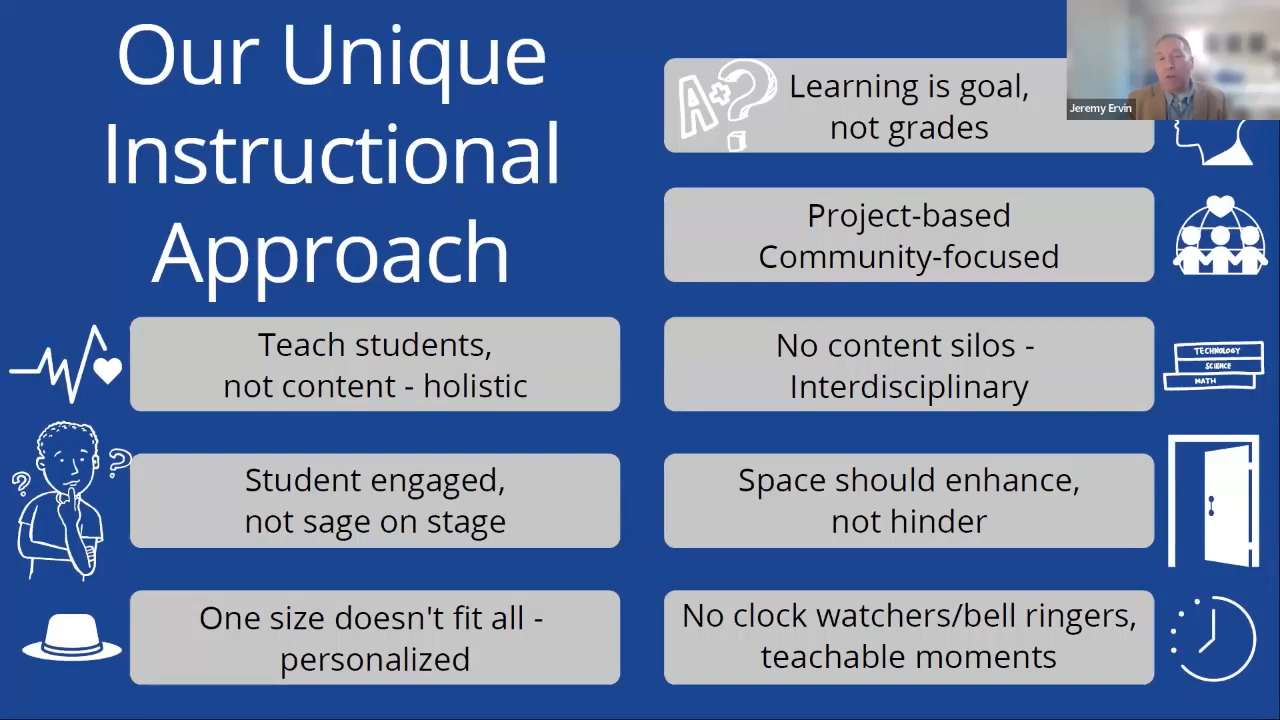 Our Unique
Instructional
Approach
Teach students,
not content - holistic
Student engaged,
not sage on stage
One size doesn't fit all -
personalized
A+?
Learning is goal,
not grades
Project-based
Community-focused
No content silos -
Interdisciplinary
TECHNOLOGY
SCIENCE
MATH
Space should enhance,
not hinder
No clock watchers/bell ringers,
teachable moments
Jeremy Ervin
? ?